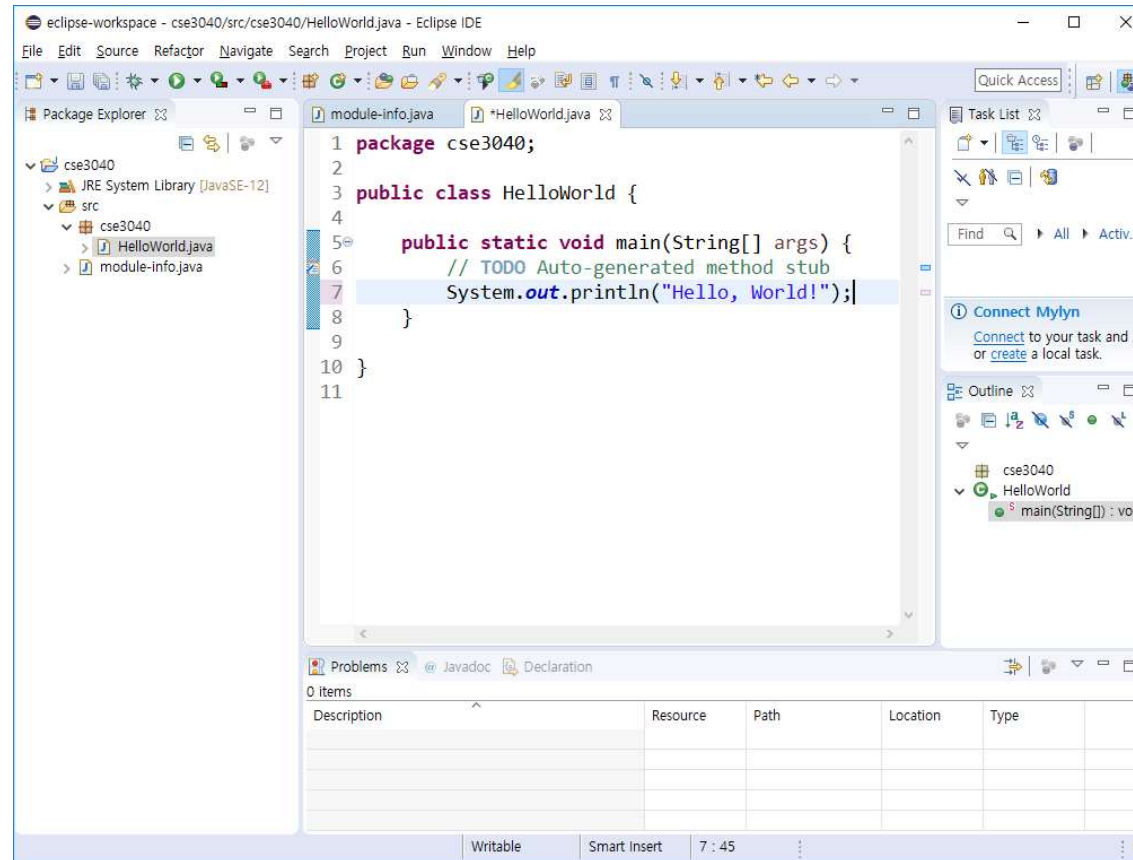 eclipse-workspace - cse3040/src/cse3040/HelloWorld.java - Eclipse IDE
File Edit Source Refactor Navigate Search Project Run Window Help
Quick Access
Package Explorer
cse3040
JRE System Library [JavaSE-12]
src
cse3040
HelloWorld.java
module-info.java
module-info.java *HelloWorld.java
1 package cse3040;
2
3 public class HelloWorld {
4
5 public static void main(String[] args) {
6 // TODO Auto-generated method stub
7 System.out.println("Hello, World!");
8 }
9
10 }
11
Task List
Find All Activ.
Connect Mylyn
Connect to your task and
or create a local task.
Outline
cse3040
HelloWorld
main(String[]) : vo
Problems Javadoc Declaration
0 items
Description Resource Path Location Type
Writable Smart Insert 7 : 45